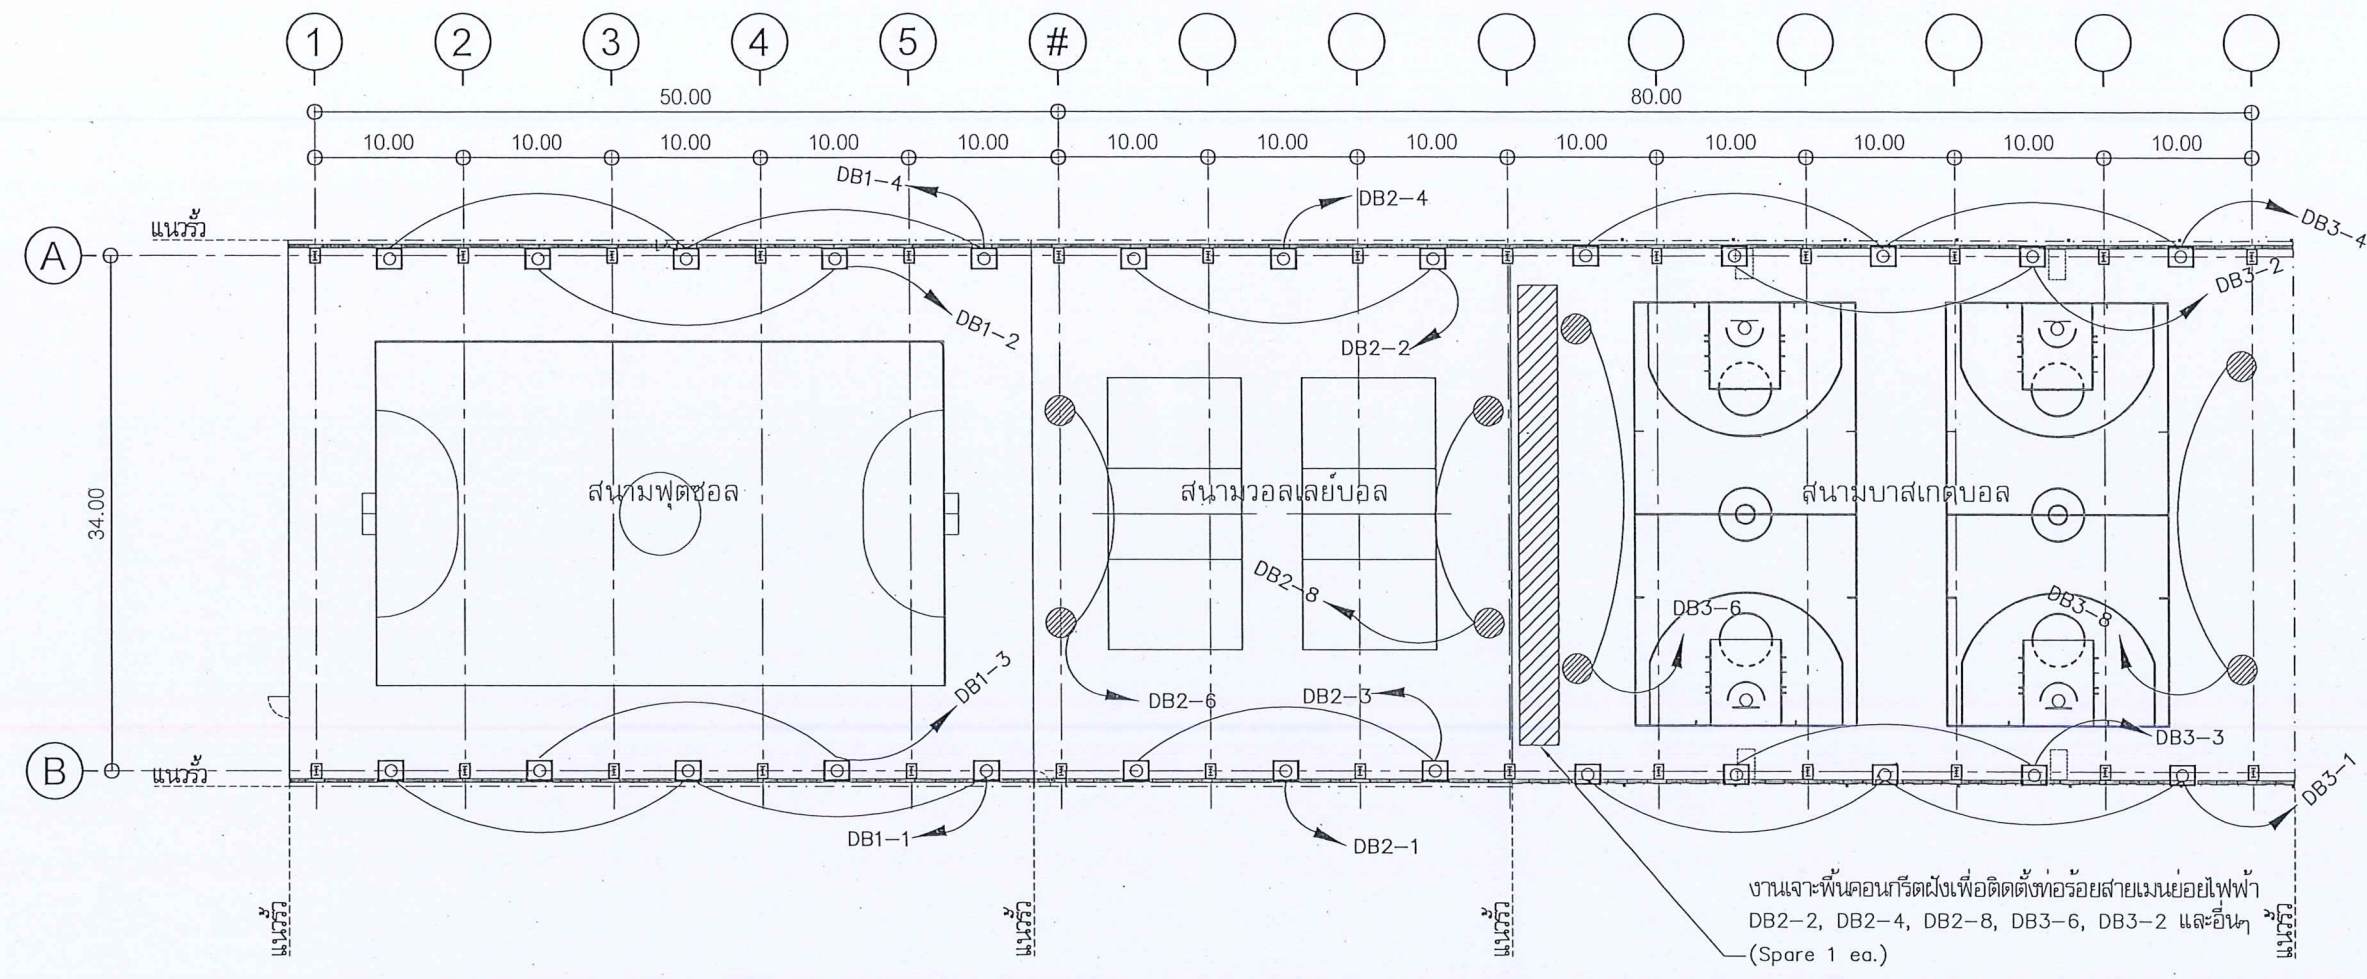 1 2 3 4 5 #
50.00 80.00
10.00 10.00 10.00 10.00 10.00 10.00 10.00 10.00 10.00 10.00 10.00 10.00 10.00
DB1-4
DB2-4
DB3-4
แนวรั้ว
A
DB1-2
DB2-2
DB3-2
34.00
สนามฟุตซอล
สนามวอลเลย์บอล
สนามบาสเกตบอล
DB2-8
DB3-6
DB3-8
DB1-3
DB2-6
DB2-3
DB3-3
B
แนวรั้ว
DB1-1
DB2-1
DB3-1
งานเจาะพื้นคอนกรีตฝังเพื่อติดตั้งท่อร้อยสายเมนย่อยไฟฟ้า
DB2-2, DB2-4, DB2-8, DB3-6, DB3-2 และอื่นๆ
(Spare 1 ea.)
แนวรั้ว
แนวรั้ว
แนวรั้ว
แนวรั้ว